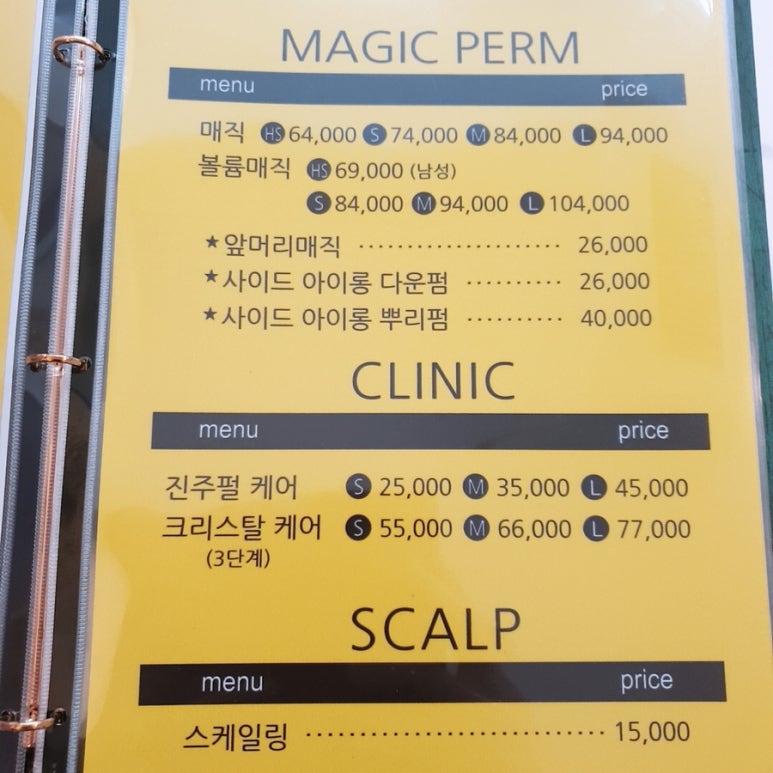 MAGIC PERM
menu price
매직 HS 64,000 S 74,000 M 84,000 L 94,000
볼륨매직 HS 69,000 (남성)
S 84,000 M 94,000 L 104,000
★앞머리매직 ···················· 26,000
★사이드 아이롱 다운펌 ·········· 26,000
★사이드 아이롱 뿌리펌 ·········· 40,000
CLINIC
menu price
진주펄 케어 S 25,000 M 35,000 L 45,000
크리스탈 케어 S 55,000 M 66,000 L 77,000
(3단계)
SCALP
menu price
스케일링 ······························ 15,000